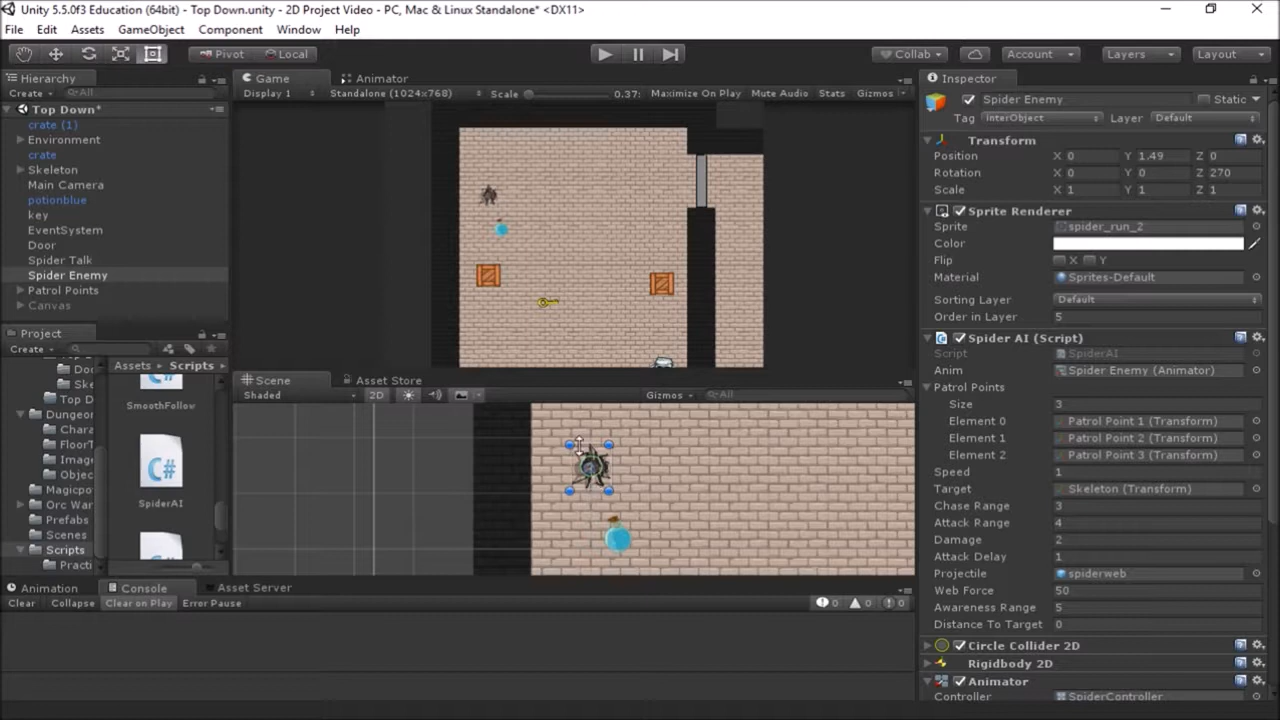 Unity 5.5.0f3 Education (64bit) - Top Down.unity - 2D Project Video - PC, Mac & Linux Standalone* <DX11>
File Edit Assets GameObject Component Window Help
Pivot Local Collab Account Layers Layout
Hierarchy
Create All
Top Down*
crate (1)
Environment
crate
Skeleton
Main Camera
potionblue
key
EventSystem
Door
Spider Talk
Spider Enemy
Patrol Points
Canvas
Project
Create
Assets Scripts
Top D
Dungeo
Chara
FloorT
Image
Objec
Magicpo
Orc War
Prefabs
Scenes
Scripts
Practi
SmoothFollow
C#
SpiderAI
Game Animator
Display 1 Standalone (1024x768) Scale 0.37: Maximize On Play Mute Audio Stats Gizmos
Scene Asset Store
Shaded 2D Gizmos All
Animation Console Asset Server
Clear Collapse Clear on Play Error Pause 0 0 0
Inspector
Spider Enemy Static
Tag InterObject Layer Default
Transform
Position X 0 Y 1.49 Z 0
Rotation X 0 Y 0 Z 270
Scale X 1 Y 1 Z 1
Sprite Renderer
Sprite spider_run_2
Color
Flip X Y
Material Sprites-Default
Sorting Layer Default
Order in Layer 5
Spider AI (Script)
Script SpiderAI
Anim Spider Enemy (Animator)
Patrol Points
Size 3
Element 0 Patrol Point 1 (Transform)
Element 1 Patrol Point 2 (Transform)
Element 2 Patrol Point 3 (Transform)
Speed 1
Target Skeleton (Transform)
Chase Range 3
Attack Range 4
Damage 2
Attack Delay 1
Projectile spiderweb
Web Force 50
Awareness Range 5
Distance To Target 0
Circle Collider 2D
Rigidbody 2D
Animator
Controller SpiderController